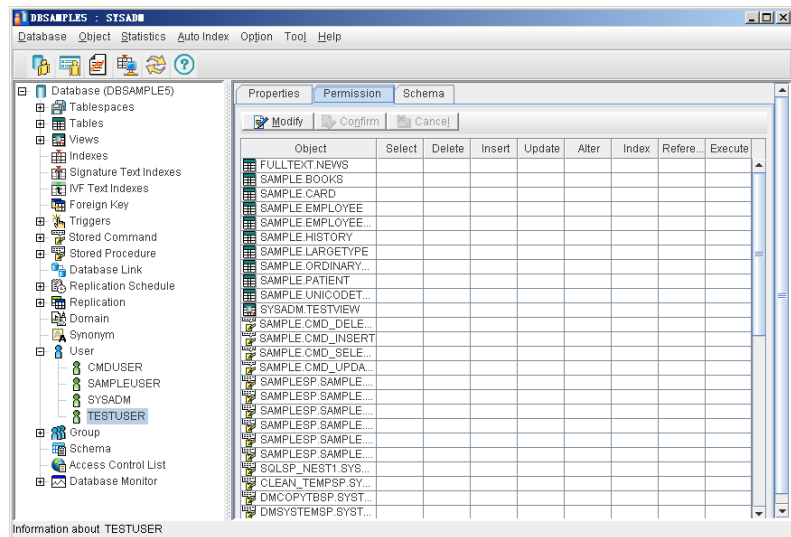 DBSAMPLE5 : SYSADM
Database Object Statistics Auto Index Option Tool Help
Database (DBSAMPLE5)
Tablespaces
Tables
Views
Indexes
Signature Text Indexes
IVF Text Indexes
Foreign Key
Triggers
Stored Command
Stored Procedure
Database Link
Replication Schedule
Replication
Domain
Synonym
User
CMDUSER
SAMPLEUSER
SYSADM
TESTUSER
Group
Schema
Access Control List
Database Monitor
Properties Permission Schema
Modify Confirm Cancel
Object Select Delete Insert Update Alter Index Refere... Execute
FULLTEXT.NEWS
SAMPLE.BOOKS
SAMPLE.CARD
SAMPLE.EMPLOYEE
SAMPLE.EMPLOYEE...
SAMPLE.HISTORY
SAMPLE.LARGETYPE
SAMPLE.ORDINARY...
SAMPLE.PATIENT
SAMPLE.UNICODET...
SYSADM.TESTVIEW
SAMPLE.CMD_DELE...
SAMPLE.CMD_INSERT
SAMPLE.CMD_SELE...
SAMPLE.CMD_UPDA...
SAMPLESP.SAMPLE....
SAMPLESP.SAMPLE....
SAMPLESP.SAMPLE....
SAMPLESP.SAMPLE....
SAMPLESP.SAMPLE....
SAMPLESP.SAMPLE....
SQLSP_NEST1.SYS...
CLEAN_TEMPSP.SY...
DMCOPYTBSP.SYST...
DMSYSTEMSP.SYST...
Information about TESTUSER